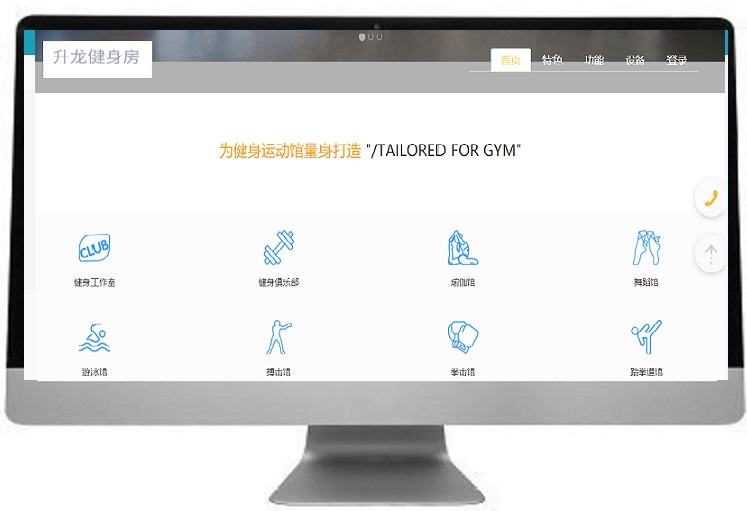 升龙健身房
首页 特色 功能 设备 登录
为健身运动馆量身打造 "/TAILORED FOR GYM"
CLUB
健身工作室 健身俱乐部 瑜伽馆 舞蹈馆
游泳馆 搏击馆 拳击馆 跆拳道馆